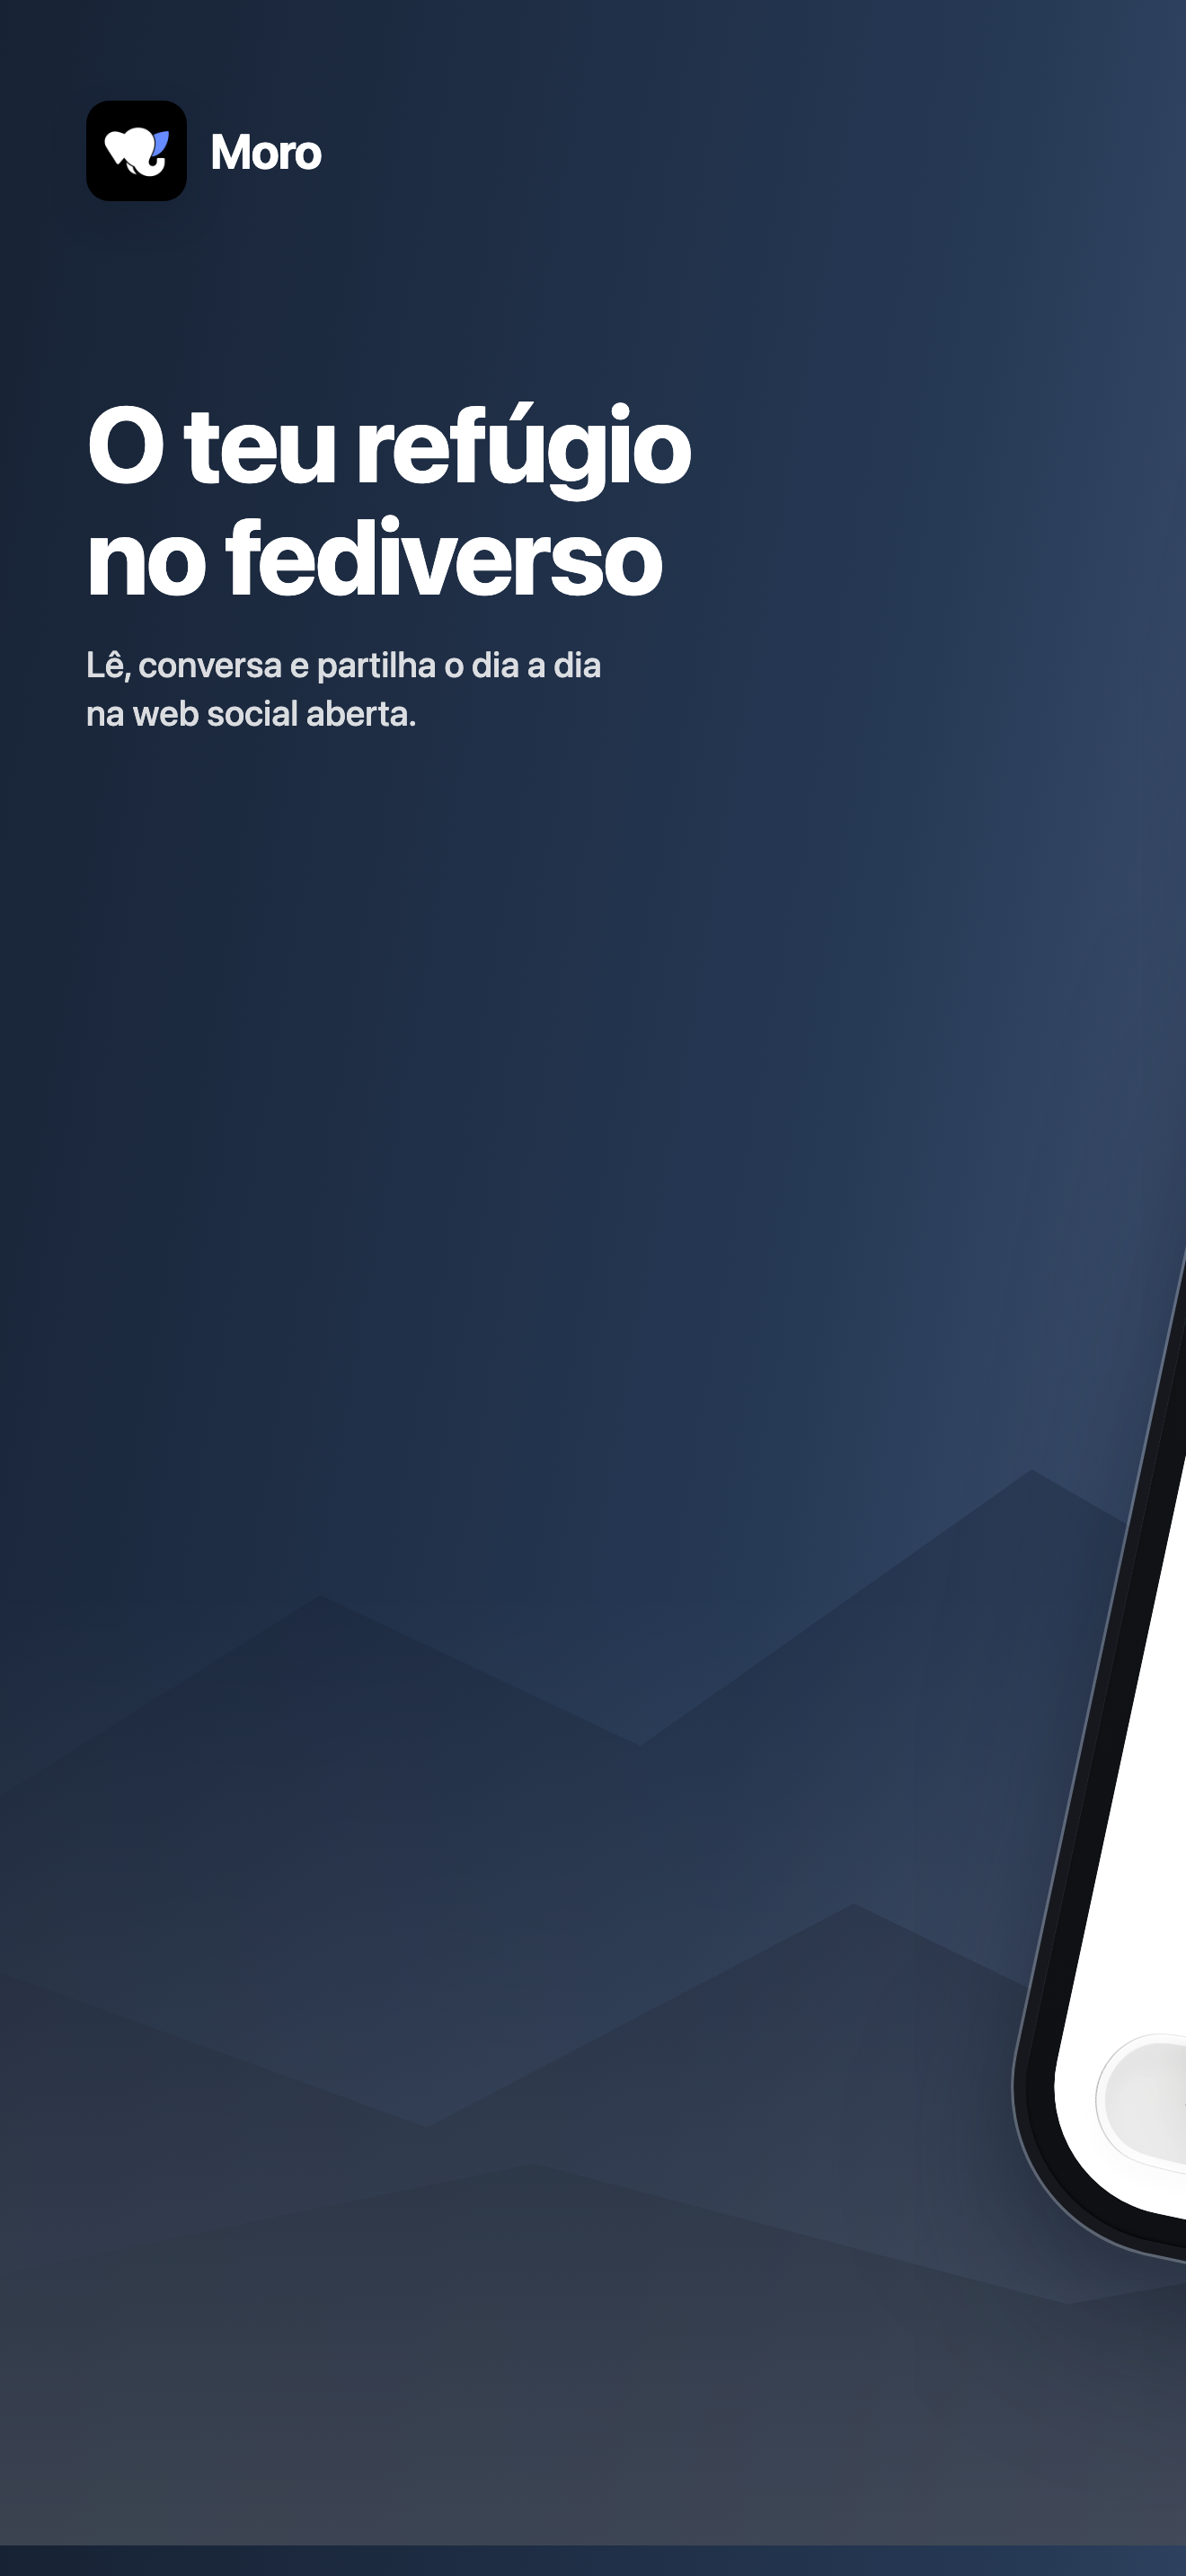 Moro
O teu refúgio
no fediverso
Lê, conversa e partilha o dia a dia
na web social aberta.